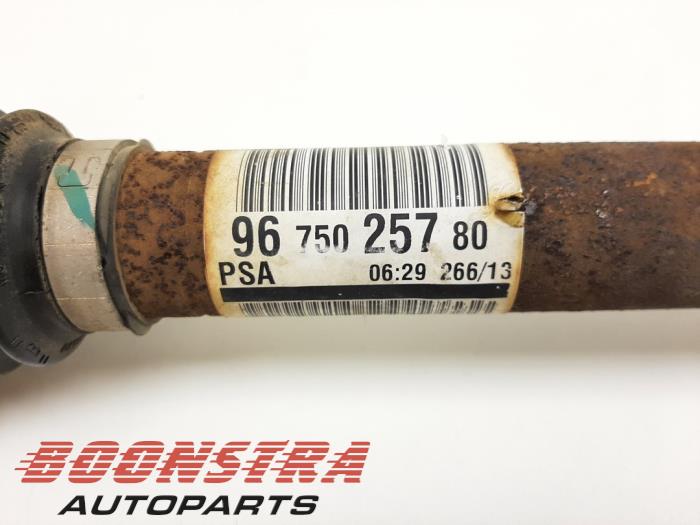 96 750 257 80
PSA 06:29 266/13
BOONSTRA
AUTOPARTS